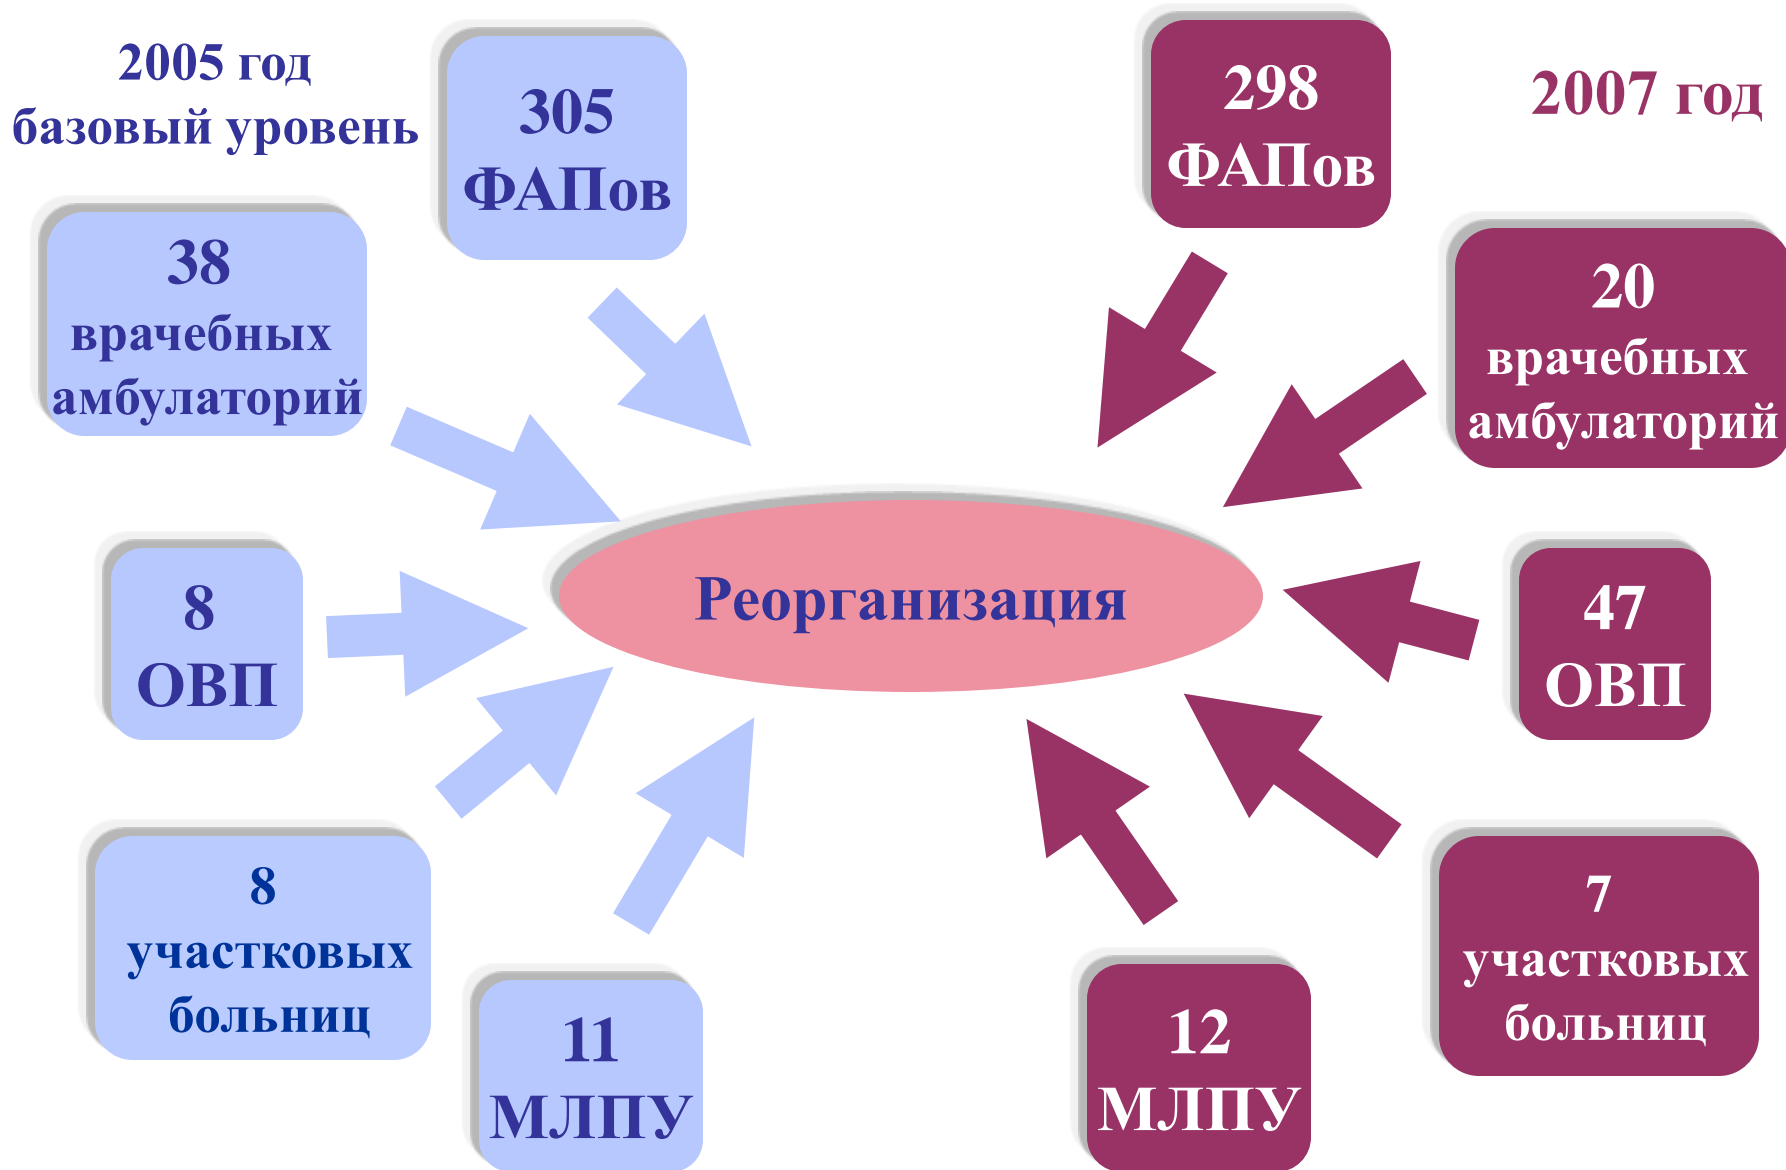 2005 год
базовый уровень
305
ФАПов
38
врачебных
амбулаторий
8
ОВП
8
участковых
больниц
11
МЛПУ
Реорганизация
2007 год
298
ФАПов
20
врачебных
амбулаторий
47
ОВП
7
участковых
больниц
12
МЛПУ